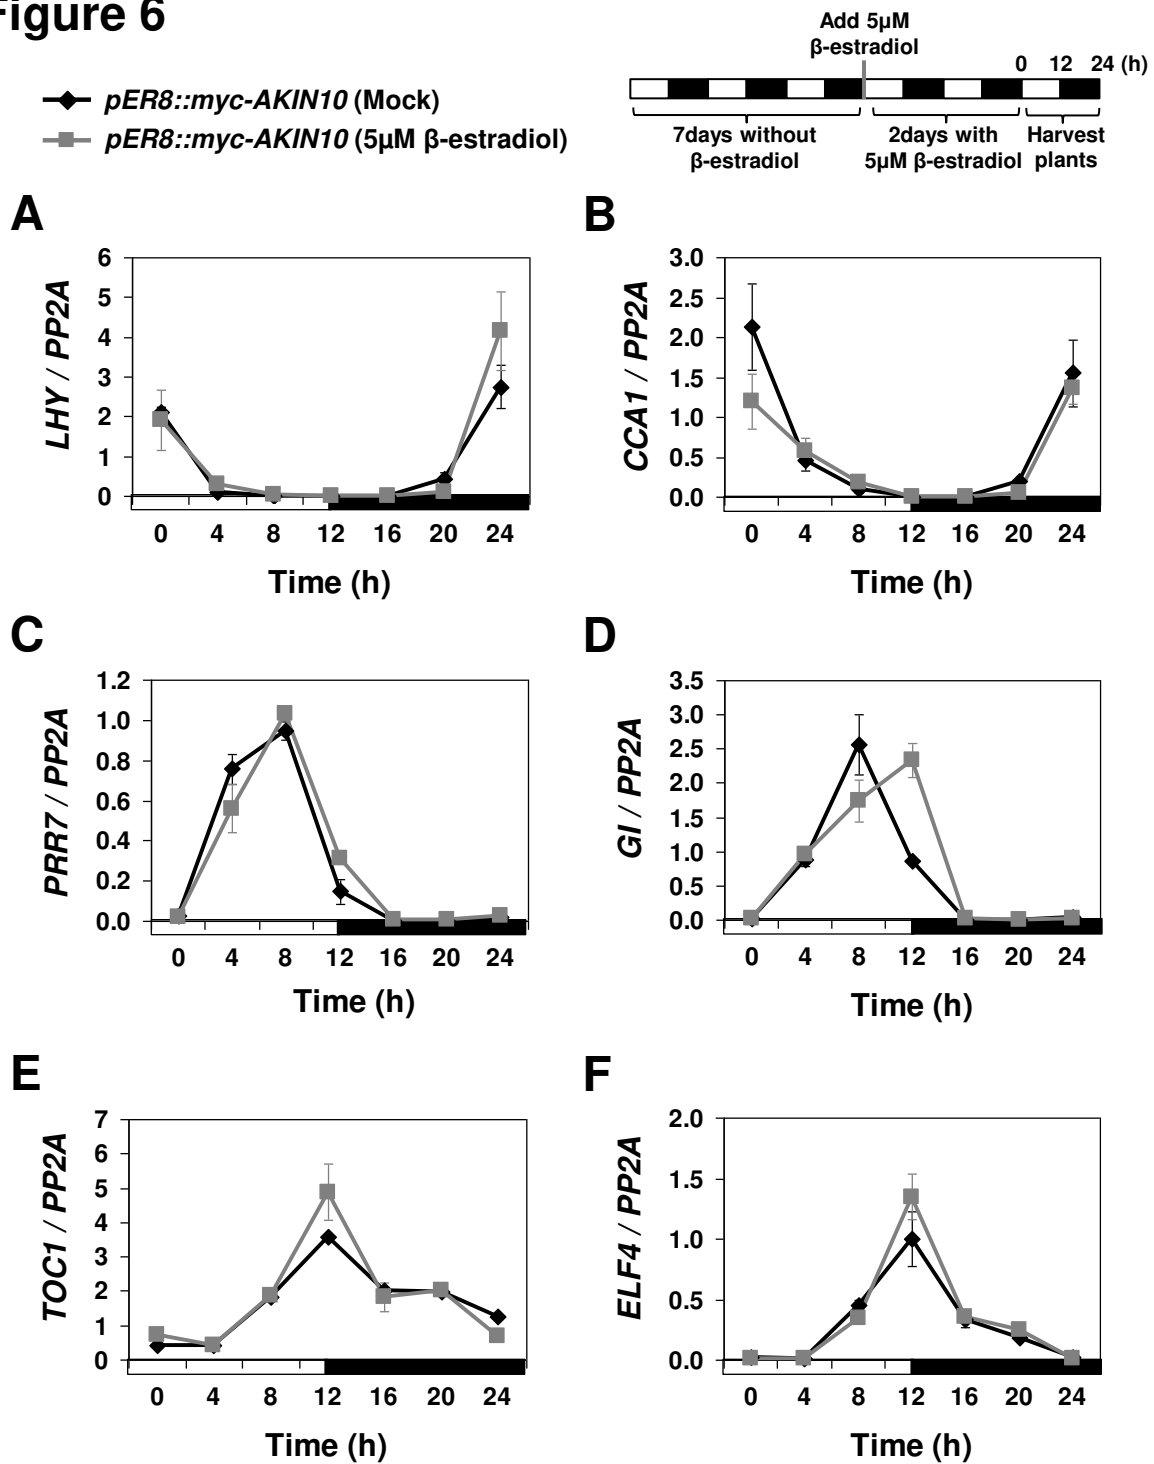 Figure 6
pER8::myc-AKIN10 (Mock)
pER8::myc-AKIN10 (5µM β-estradiol)
Add 5µM
β-estradiol
0 12 24 (h)
7days without
β-estradiol
2days with
5µM β-estradiol
Harvest
plants
A
LHY / PP2A
6
5
4
3
2
1
0
0 4 8 12 16 20 24
Time (h)
B
CCA1 / PP2A
3.0
2.5
2.0
1.5
1.0
0.5
0.0
0 4 8 12 16 20 24
Time (h)
C
PRR7 / PP2A
1.2
1.0
0.8
0.6
0.4
0.2
0.0
0 4 8 12 16 20 24
Time (h)
D
GI / PP2A
3.5
3.0
2.5
2.0
1.5
1.0
0.5
0.0
0 4 8 12 16 20 24
Time (h)
E
TOC1 / PP2A
7
6
5
4
3
2
1
0
0 4 8 12 16 20 24
Time (h)
F
ELF4 / PP2A
2.0
1.5
1.0
0.5
0.0
0 4 8 12 16 20 24
Time (h)